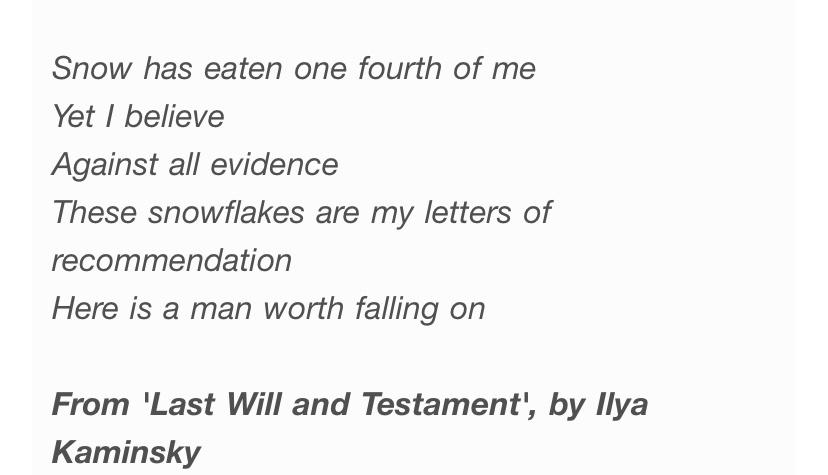 Snow has eaten one fourth of me
Yet I believe
Against all evidence
These snowflakes are my letters of
recommendation
Here is a man worth falling on
From 'Last Will and Testament', by Ilya
Kaminsky